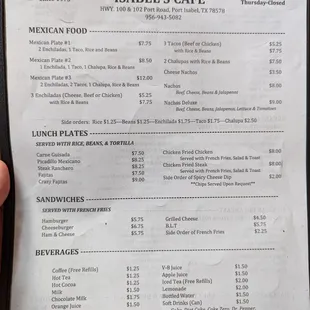 ISABEL'S CAFE
Thursday-Closed
HWY. 100 & 102 Port Road, Port Isabel, TX 78578
956-943-5082
MEXICAN FOOD
Mexican Plate #1 $7.75
2 Enchiladas, 1 Taco, Rice and Beans
Mexican Plate #2 $8.50
1 Enchilada, 1 Taco, 1 Chalupa, Rice & Beans
Mexican Plate #3 $12.00
2 Enchiladas, 2 Tacos, 1 Chalupa, Rice & Beans
3 Enchiladas (Cheese, Beef or Chicken) $5.25
with Rice & Beans $7.75
3 Tacos (Beef or Chicken) $5.25
with Rice & Beans $7.75
2 Chalupas with Rice & Beans $7.50
Cheese Nachos $3.50
Nachos $8.00
Beef, Cheese, Beans & Jalapenos
Nachos Deluxe $9.00
Beef, Cheese, Beans, Jalapenos, Lettuce & Tomatoes
Side orders: Rice $1.25---Beans $1.25---Enchilada $1.75---Taco $1.75---Chalupa $2.50
LUNCH PLATES
SERVED WITH RICE, BEANS, & TORTILLA
Carne Guisada $7.50
Picadillo Mexicano $8.25
Steak Ranchero $8.25
Fajitas $7.50
Crazy Fajitas $9.00
Chicken Fried Chicken $8.00
Served with French Fries, Salad & Toast
Chicken Fried Steak $8.00
Served with French Fries, Salad & Toast
Side Order of Spicy Cheese Dip $2.00
**Chips Served Upon Request**
SANDWICHES
SERVED WITH FRENCH FRIES
Hamburger $5.75
Cheeseburger $6.75
Ham & Cheese $5.75
Grilled Cheese $4.50
B.L.T $5.75
Side Order of French Fries $2.25
BEVERAGES
Coffee (Free Refills) $1.25
Hot Tea $1.25
Hot Cocoa $1.25
Milk $1.50
Chocolate Milk $2.75
Orange Juice $1.50
V-8 Juice $1.50
Apple Juice $1.50
Iced Tea (Free Refills) $2.00
Lemonade $2.00
Bottled Water $1.50
Soft Drinks (Can) $1.50